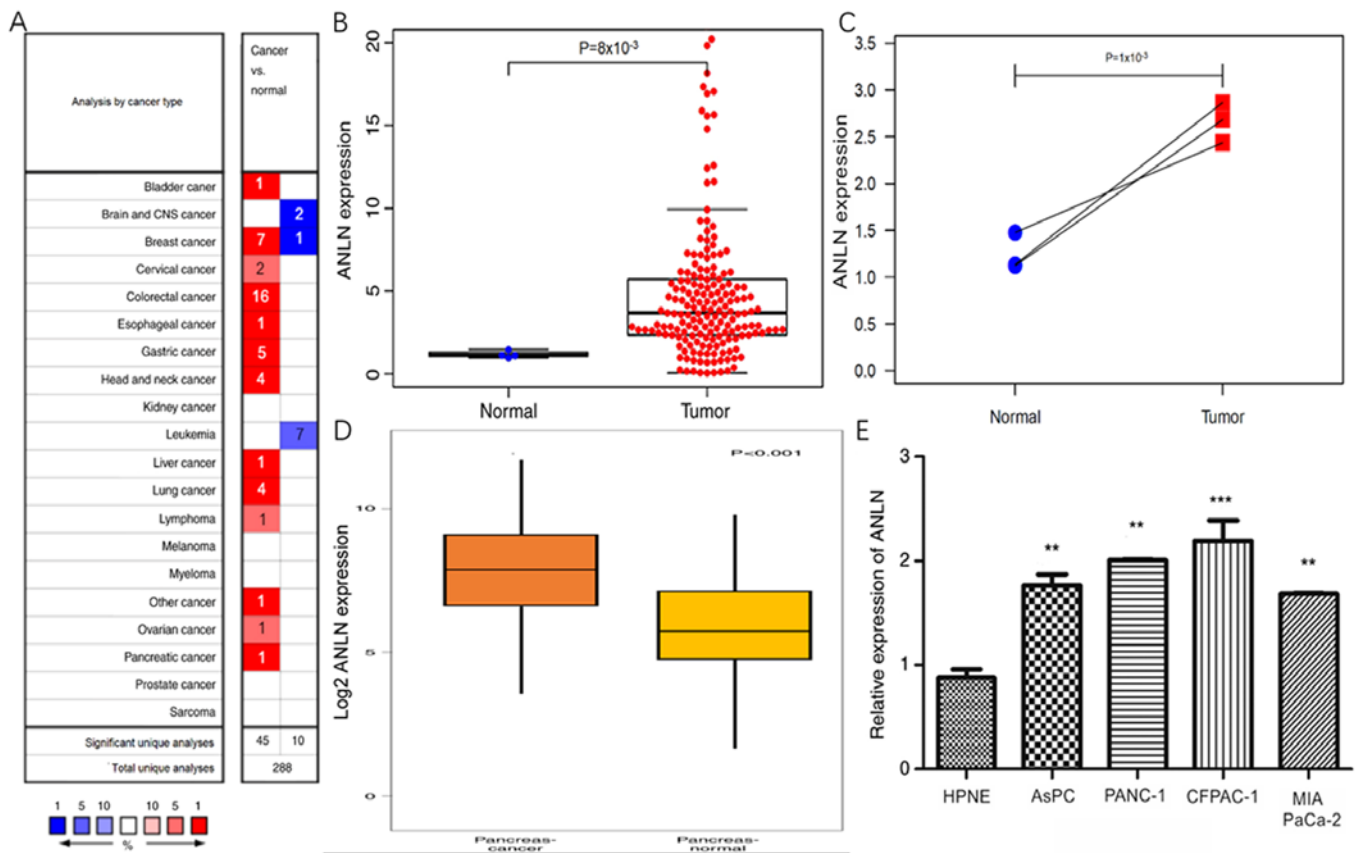 A
Analysis by cancer type
Cancer
vs.
normal
Bladder caner 1
Brain and CNS cancer 2
Breast cancer 7 1
Cervical cancer 2
Colorectal cancer 16
Esophageal cancer 1
Gastric cancer 5
Head and neck cancer 4
Kidney cancer
Leukemia 7
Liver cancer 1
Lung cancer 4
Lymphoma 1
Melanoma
Myeloma
Other cancer 1
Ovarian cancer 1
Pancreatic cancer 1
Prostate cancer
Sarcoma
Significant unique analyses 45 10
Total unique analyses 288
1 5 10 10 5 1
%
B
P=8x10-3
ANLN expression
20
15
10
5
0
Normal Tumor
C
P=1x10-3
ANLN expression
3.5
3.0
2.5
2.0
1.5
1.0
0.5
0.0
Normal Tumor
D
P<0.001
Log2 ANLN expression
10
5
0
Pancreas-
cancer
Pancreas-
normal
E
Relative expression of ANLN
3
2
1
0
** ** *** **
HPNE AsPC PANC-1 CFPAC-1 MIA
PaCa-2